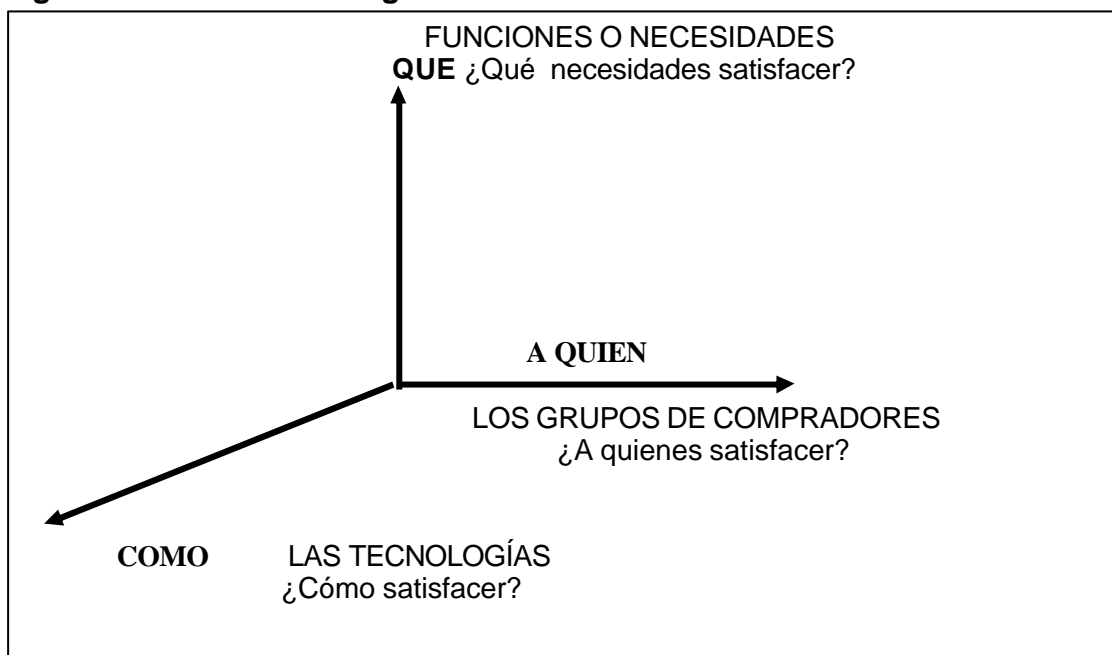 FUNCIONES O NECESIDADES
QUE ¿Qué necesidades satisfacer?
A QUIEN
LOS GRUPOS DE COMPRADORES
¿A quienes satisfacer?
COMO LAS TECNOLOGÍAS
¿Cómo satisfacer?